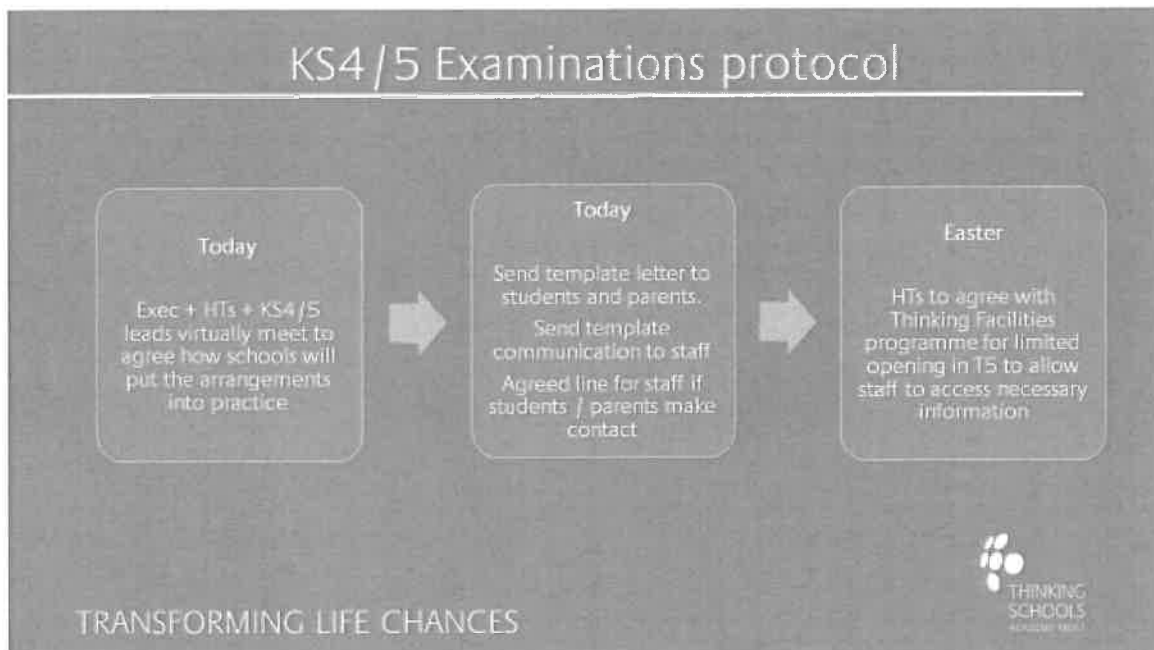 KS4/5 Examinations protocol
Today
Exec + HTs + KS4/5
leads virtually meet to
agree how schools will
put the arrangements
into practice
Today
Send template letter to
students and parents.
Send template
communication to staff
Agreed line for staff if
students / parents make
contact
Easter
HTs to agree with
Thinking Facilities
programme for limited
opening in T5 to allow
staff to access necessary
information
TRANSFORMING LIFE CHANCES
THINKING
SCHOOLS
ACADEMY TRUST